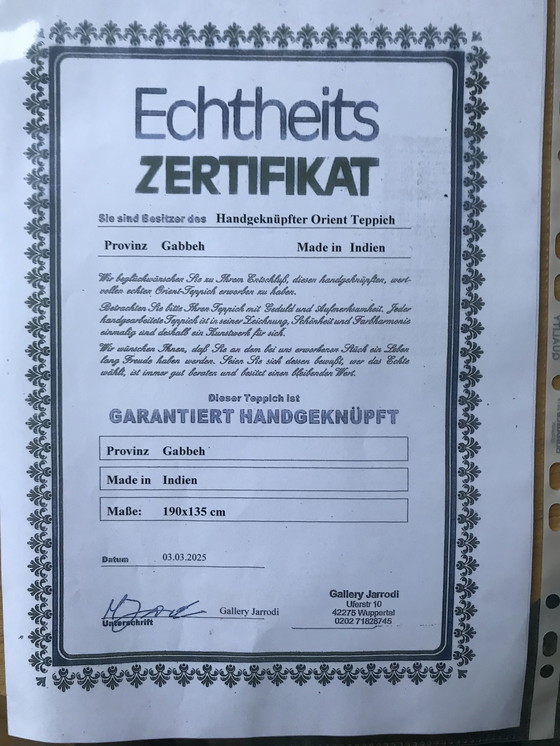 Echtheits
ZERTIFIKAT
Sie sind Besitzer des Handgeknüpfter Orient Teppich
Provinz Gabbeh Made in Indien
Wir beglückwünschen Sie zu Ihrem Entschluß, diesen handgeknüpften, wert-
vollen echten Orient-Teppich erworben zu haben.
Betrachten Sie bitte Ihren Teppich mit Geduld und Aufmerksamkeit. Jeder
handgearbeitete Teppich ist in seiner Zeichnung, Schönheit und Farbharmonie
einmalig und deshalb ein Kunstwerk für sich.
Wir wünschen Ihnen, daß Sie an dem bei uns erworbenen Stück ein Leben
lang Freude haben werden. Seien Sie sich dessen bewußt, wer das Echte
wählt, ist immer gut beraten und besitzt einen bleibenden Wert.
Dieser Teppich ist
GARANTIERT HANDGEKNÜPFT
Provinz Gabbeh
Made in Indien
Maße: 190x135 cm
Datum 03.03.2025
Gallery Jarrodi
Unterschrift
Gallery Jarrodi
Uferstr 10
42275 Wuppertal
0202 71828745